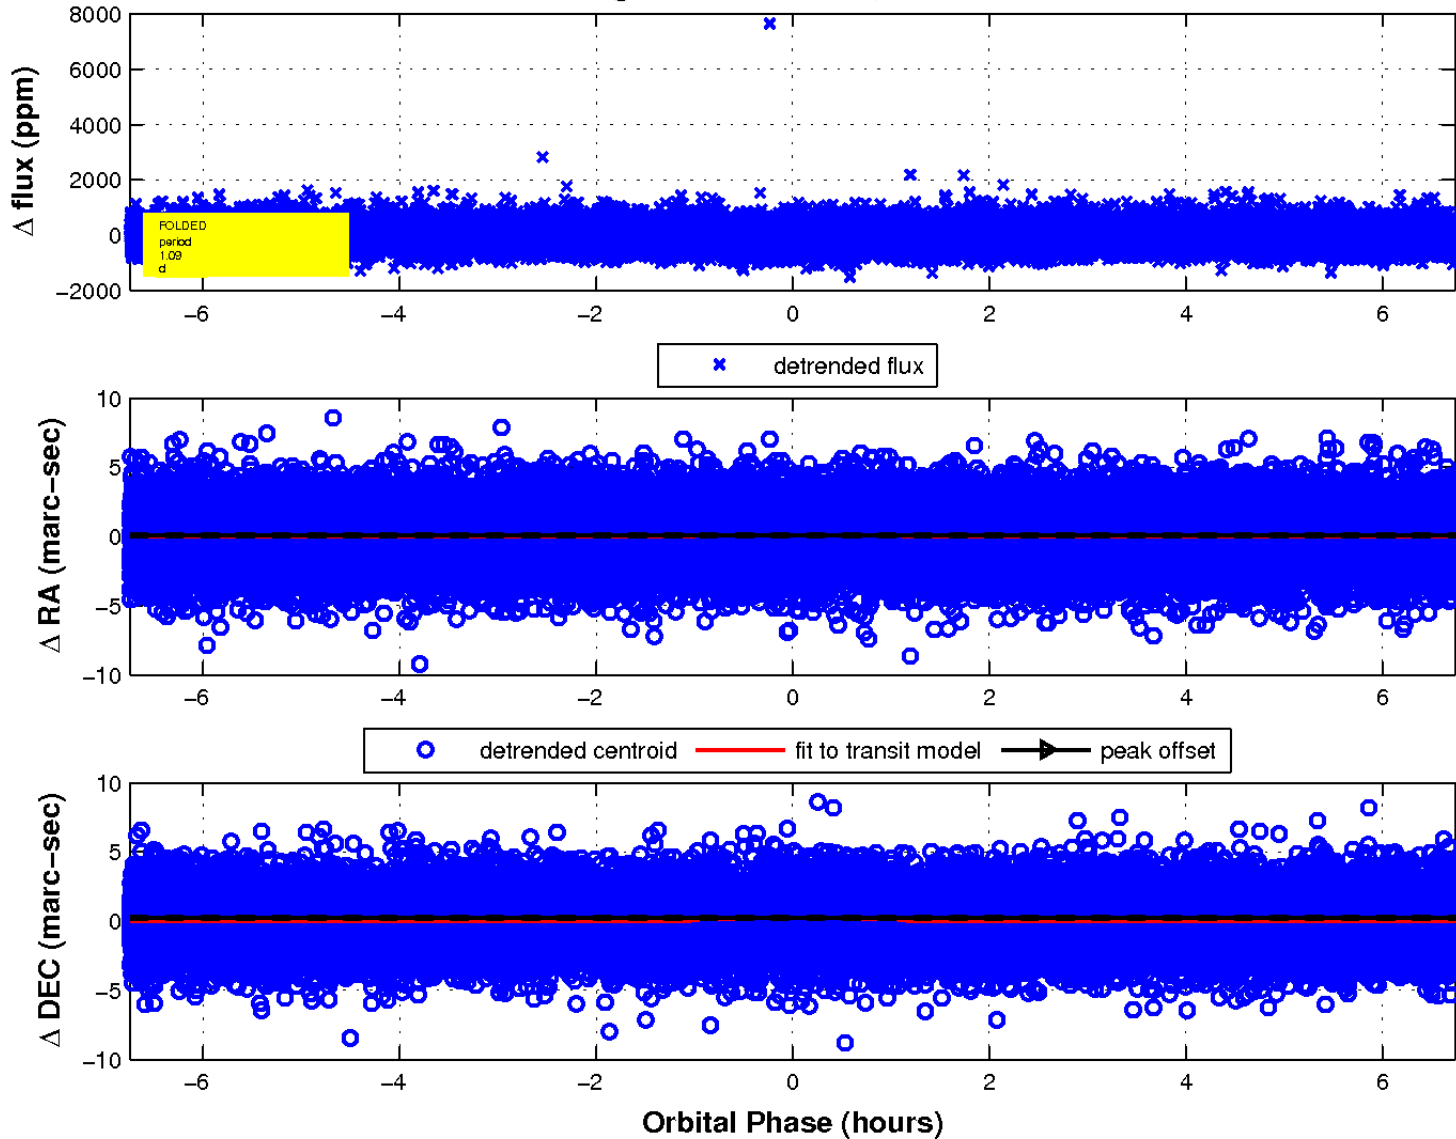 8000
6000
4000
2000
0
−2000
Δ flux (ppm)
FOLDED
period
1.09
d
−6 −4 −2 0 2 4 6
detrended flux
10
5
0
−5
−10
Δ RA (marc−sec)
−6 −4 −2 0 2 4 6
detrended centroid fit to transit model peak offset
10
5
0
−5
−10
Δ DEC (marc−sec)
−6 −4 −2 0 2 4 6
Orbital Phase (hours)